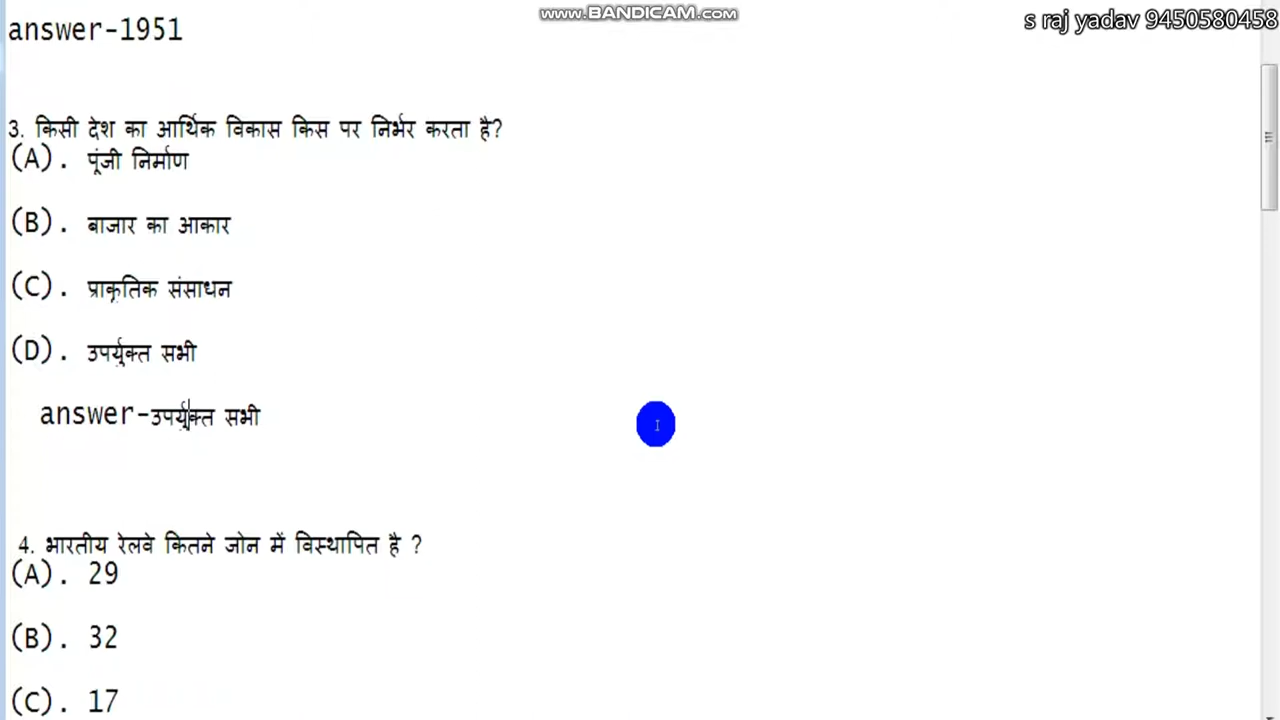 www.BANDICAM.com
s raj yadav 9450580458
answer-1951
3. किसी देश का आर्थिक विकास किस पर निर्भर करता है?
(A). पूंजी निर्माण
(B). बाजार का आकार
(C). प्राकृतिक संसाधन
(D). उपर्युक्त सभी
answer-उपर्युक्त सभी
4. भारतीय रेलवे कितने जोन में विस्थापित है ?
(A). 29
(B). 32
(C). 17